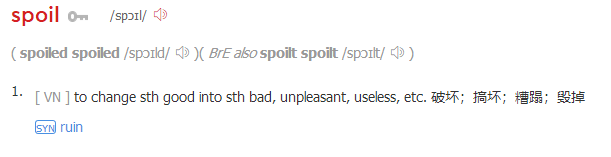 spoil /spɔɪl/
( spoiled spoiled /spɔɪld/ )( BrE also spoilt spoilt /spɔɪlt/ )
1. [ VN ] to change sth good into sth bad, unpleasant, useless, etc. 破坏；搞坏；糟蹋；毁掉
SYN ruin